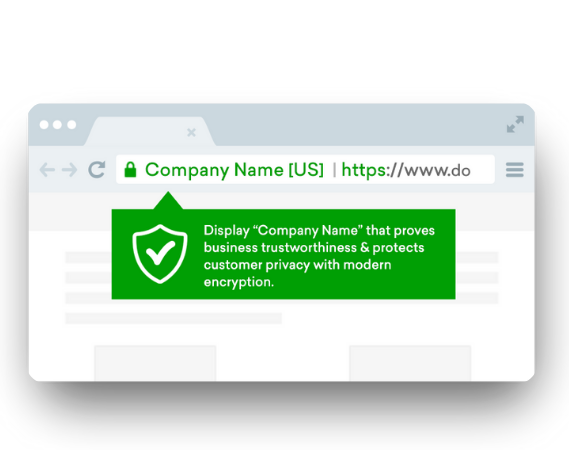 Company Name [US] | https://www.do
Display “Company Name” that proves
business trustworthiness & protects
customer privacy with modern
encryption.